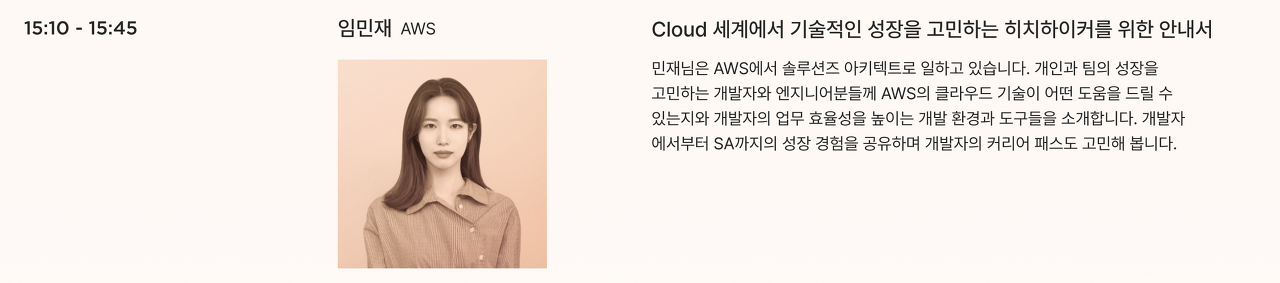 15:10 - 15:45
임민재 AWS
Cloud 세계에서 기술적인 성장을 고민하는 히치하이커를 위한 안내서
민재님은 AWS에서 솔루션즈 아키텍트로 일하고 있습니다. 개인과 팀의 성장을
고민하는 개발자와 엔지니어분들께 AWS의 클라우드 기술이 어떤 도움을 드릴 수
있는지와 개발자의 업무 효율성을 높이는 개발 환경과 도구들을 소개합니다. 개발자
에서부터 SA까지의 성장 경험을 공유하며 개발자의 커리어 패스도 고민해 봅니다.